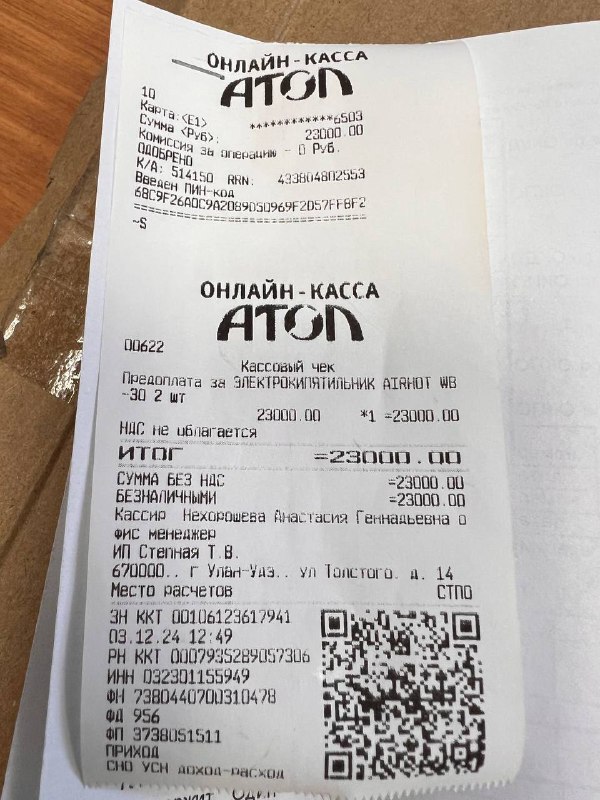 ОНЛАЙН-КАССА
АТОЛ
10
Карта:<E1> ************6503
Сумма <Руб>: 23000.00
Комиссия за операцию - 0 Руб.
ОДОБРЕНО
К/А: 514150 RRN: 433804802553
Введен ПИН-код
68C9F26A0C9A2089D50969F2D57FFBF2
==============================
~S
ОНЛАЙН-КАССА
АТОЛ
00622
Кассовый чек
Предоплата за ЭЛЕКТРОКИПЯТИЛЬНИК AIRHOT WB
-30 2 шт
23000.00 *1 =23000.00
НДС не облагается
ИТОГ =23000.00
СУММА БЕЗ НДС =23000.00
БЕЗНАЛИЧНЫМИ =23000.00
Кассир Нехорошева Анастасия Геннадьевна о
фис менеджер
ИП Степная Т.В.
670000,, г Улан-Удэ,, ул Толстого, д. 14
Место расчетов СТПО
ЗН ККТ 00106123617941
03.12.24 12:49
РН ККТ 0007935289057306
ИНН 032301155949
ФН 7380440700310478
ФД 956
ФП 3738051511
ПРИХОД
СНО УСН доход-расход